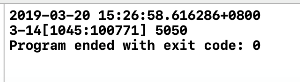 2019-03-20 15:26:58.616286+0800
3-14[1045:100771] 5050
Program ended with exit code: 0